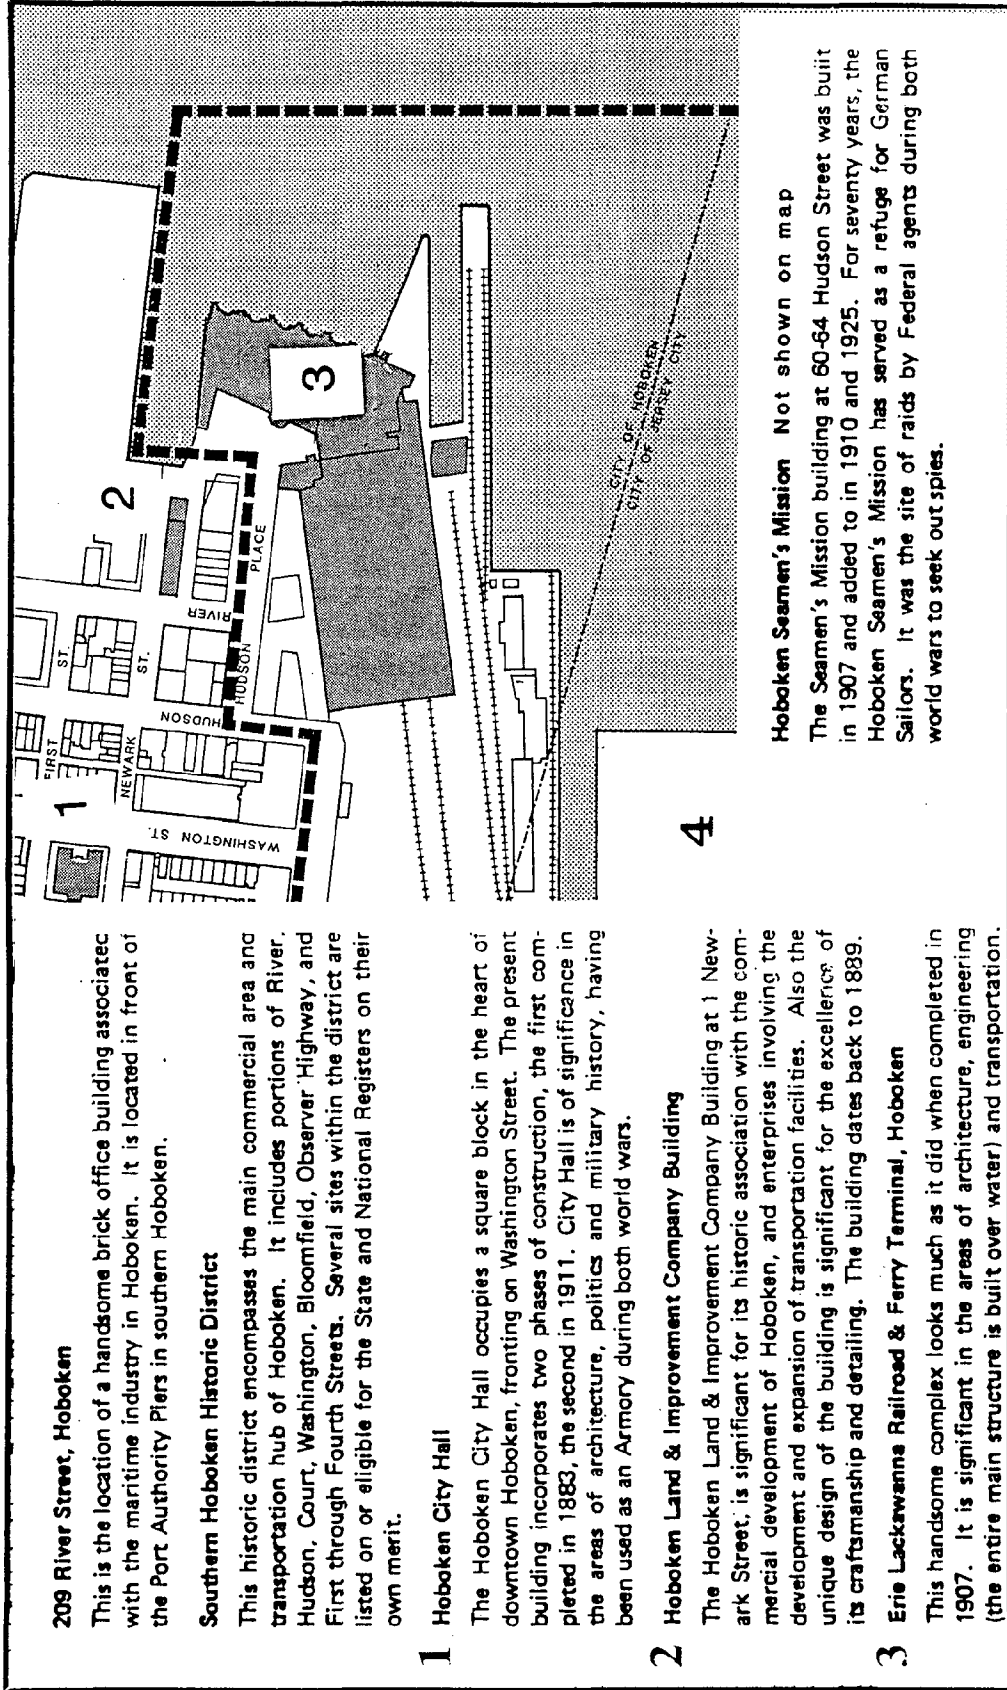 209 River Street, Hoboken
This is the location of a handsome brick office building associated
with the maritime industry in Hoboken. It is located in front of
the Port Authority Piers in southern Hoboken.
Southern Hoboken Historic District
This historic district encompasses the main commercial area and
transportation hub of Hoboken. It includes portions of River,
Hudson, Court, Washington, Bloomfield, Observer Highway, and
First through Fourth Streets. Several sites within the district are
listed on or eligible for the State and National Registers on their
own merit.
1 Hoboken City Hall
The Hoboken City Hall occupies a square block in the heart of
downtown Hoboken, fronting on Washington Street. The present
building incorporates two phases of construction, the first com-
pleted in 1883, the second in 1911. City Hall is of significance in
the areas of architecture, politics and military history, having
been used as an Armory during both world wars.
2 Hoboken Land & Improvement Company Building
The Hoboken Land & Improvement Company Building at 1 New-
ark Street, is significant for its historic association with the com-
mercial development of Hoboken, and enterprises involving the
development and expansion of transportation facilities. Also the
unique design of the building is significant for the excellence of
its craftsmanship and detailing. The building dates back to 1889.
3 Erie Lackawanna Railroad & Ferry Terminal, Hoboken
This handsome complex looks much as it did when completed in
1907. It is significant in the areas of architecture, engineering
(the entire main structure is built over water) and transportation.
1
2
3
4
FIRST
ST.
NEWARK
ST.
WASHINGTON ST.
HUDSON
RIVER
HUDSON
PLACE
CITY OF HOBOKEN
CITY OF JERSEY CITY
Hoboken Seamen's Mission Not shown on map
The Seamen's Mission building at 60-64 Hudson Street was built
in 1907 and added to in 1910 and 1925. For seventy years, the
Hoboken Seamen's Mission has served as a refuge for German
Sailors. It was the site of raids by Federal agents during both
world wars to seek out spies.